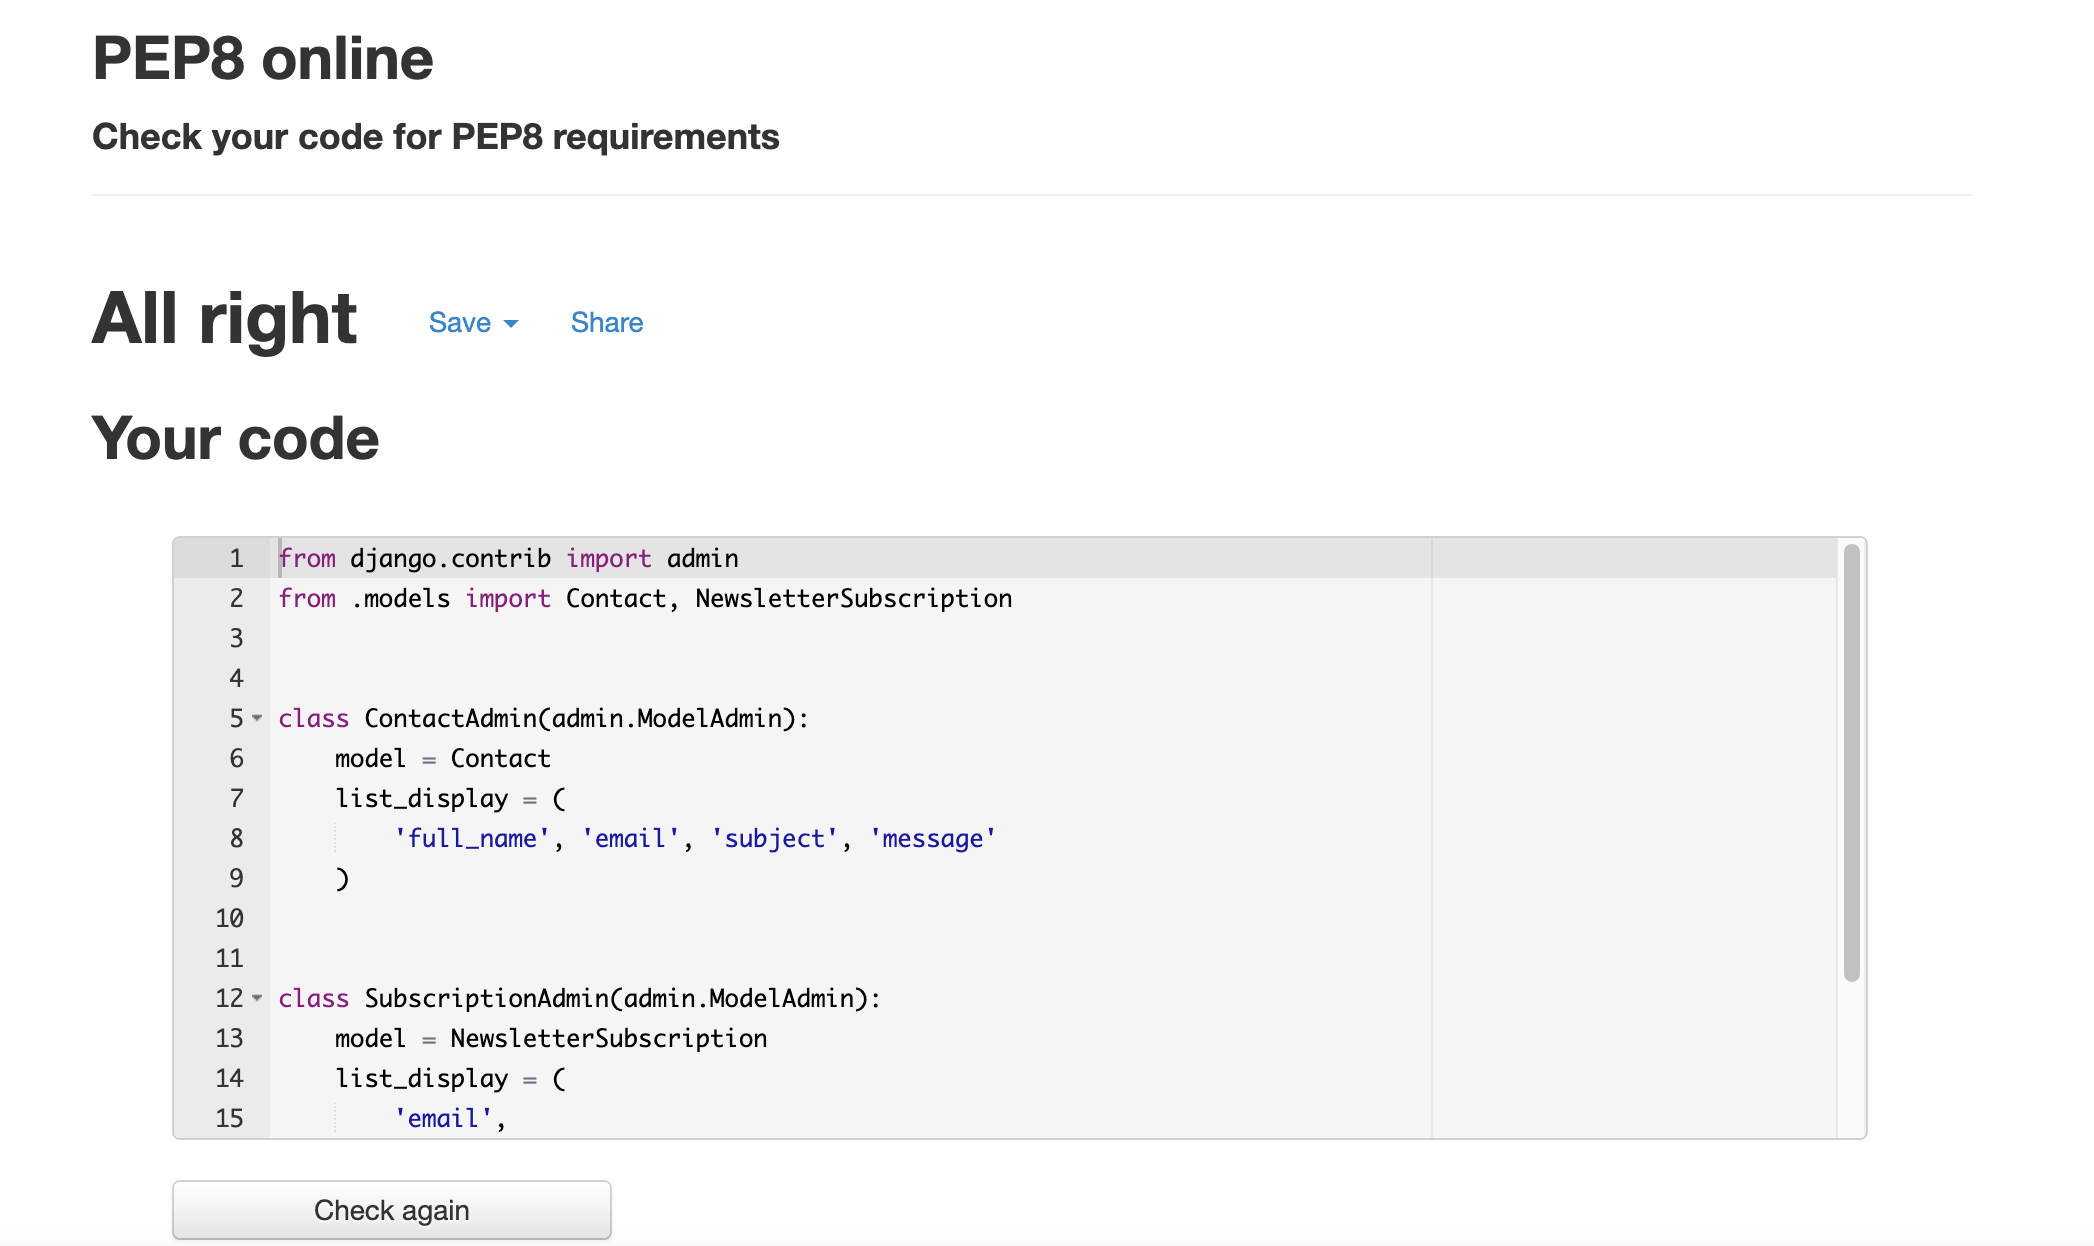 PEP8 online
Check your code for PEP8 requirements
All right Save Share
Your code
1 from django.contrib import admin
2 from .models import Contact, NewsletterSubscription
3
4
5 class ContactAdmin(admin.ModelAdmin):
6     model = Contact
7     list_display = (
8         'full_name', 'email', 'subject', 'message'
9     )
10
11
12 class SubscriptionAdmin(admin.ModelAdmin):
13     model = NewsletterSubscription
14     list_display = (
15         'email',
Check again